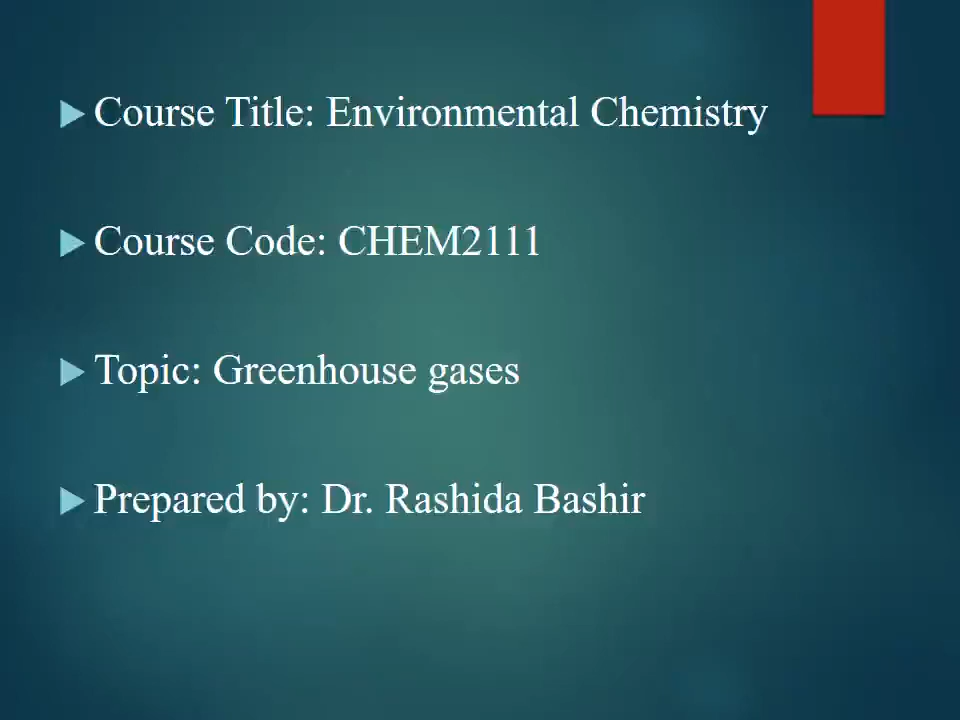 Course Title: Environmental Chemistry
Course Code: CHEM2111
Topic: Greenhouse gases
Prepared by: Dr. Rashida Bashir